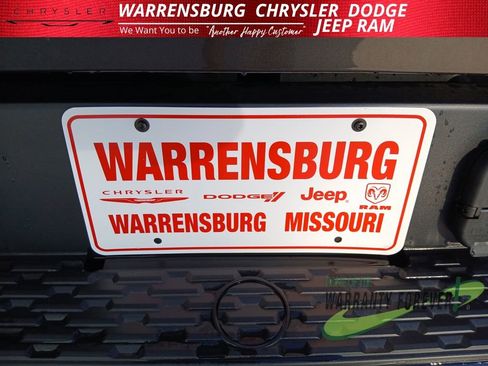 CHRYSLER
WARRENSBURG CHRYSLER DODGE
JEEP RAM
We Want You to be "Another Happy Customer"
WARRENSBURG
CHRYSLER DODGE Jeep RAM
WARRENSBURG MISSOURI
WARRANTY FOREVER